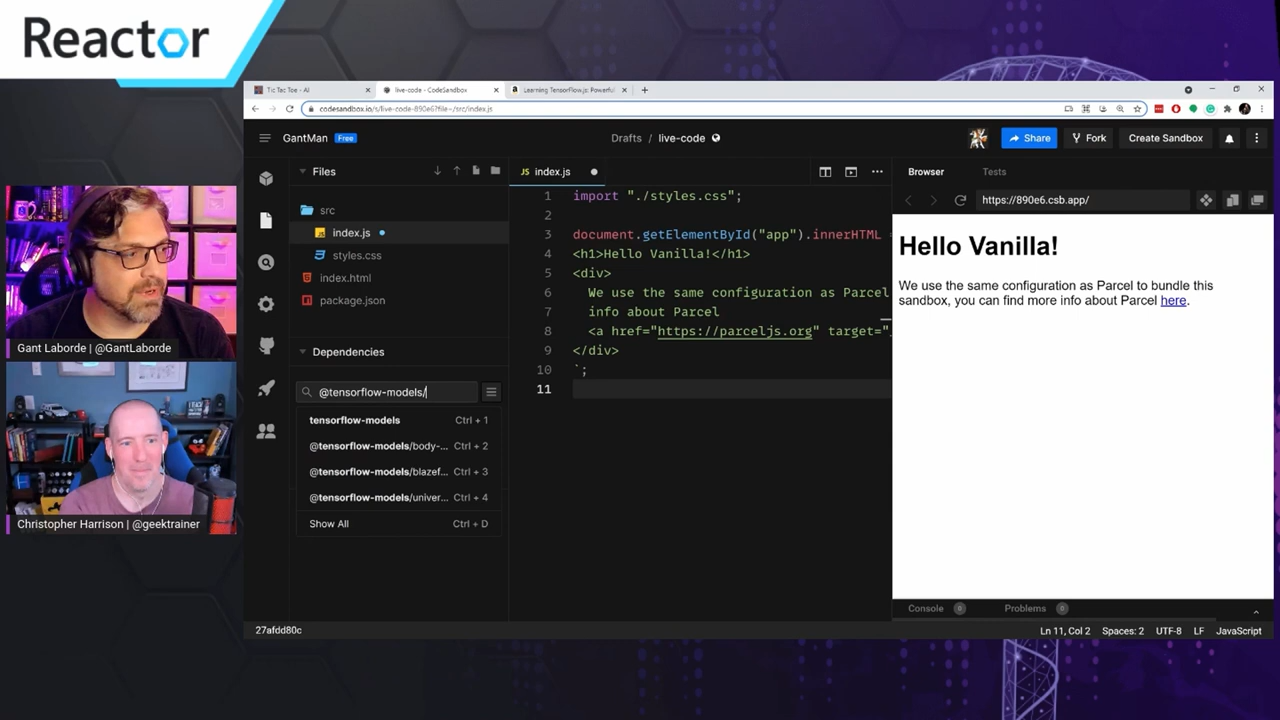 Reactor
Tic Tac Toe - AI
live-code - CodeSandbox
Learning TensorFlow.js: Powerful
codesandbox.io/s/live-code-890e6?file=/src/index.js
GantMan Free
Drafts / live-code
Share
Fork
Create Sandbox
Files
src
index.js
styles.css
index.html
package.json
Dependencies
@tensorflow-models/
tensorflow-models Ctrl + 1
@tensorflow-models/body-... Ctrl + 2
@tensorflow-models/blazef... Ctrl + 3
@tensorflow-models/univer... Ctrl + 4
Show All Ctrl + D
JS index.js
1 import "./styles.css";
2
3 document.getElementById("app").innerHTML =
4 <h1>Hello Vanilla!</h1>
5 <div>
6 We use the same configuration as Parcel
7 info about Parcel
8 <a href="https://parceljs.org" target="
9 </div>
10 `;
11
Browser Tests
https://890e6.csb.app/
Hello Vanilla!
We use the same configuration as Parcel to bundle this
sandbox, you can find more info about Parcel here.
Console 0 Problems 0
27afdd80c
Ln 11, Col 2 Spaces: 2 UTF-8 LF JavaScript
Gant Laborde | @GantLaborde
Christopher Harrison | @geektrainer